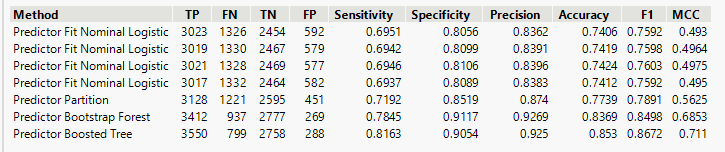 Method TP FN TN FP Sensitivity Specificity Precision Accuracy F1 MCC
Predictor Fit Nominal Logistic 3023 1326 2454 592 0.6951 0.8056 0.8362 0.7406 0.7592 0.493
Predictor Fit Nominal Logistic 3019 1330 2467 579 0.6942 0.8099 0.8391 0.7419 0.7598 0.4964
Predictor Fit Nominal Logistic 3021 1328 2469 577 0.6946 0.8106 0.8396 0.7424 0.7603 0.4975
Predictor Fit Nominal Logistic 3017 1332 2464 582 0.6937 0.8089 0.8383 0.7412 0.7592 0.495
Predictor Partition 3128 1221 2595 451 0.7192 0.8519 0.874 0.7739 0.7891 0.5625
Predictor Bootstrap Forest 3412 937 2777 269 0.7845 0.9117 0.9269 0.8369 0.8498 0.6853
Predictor Boosted Tree 3550 799 2758 288 0.8163 0.9054 0.925 0.853 0.8672 0.711